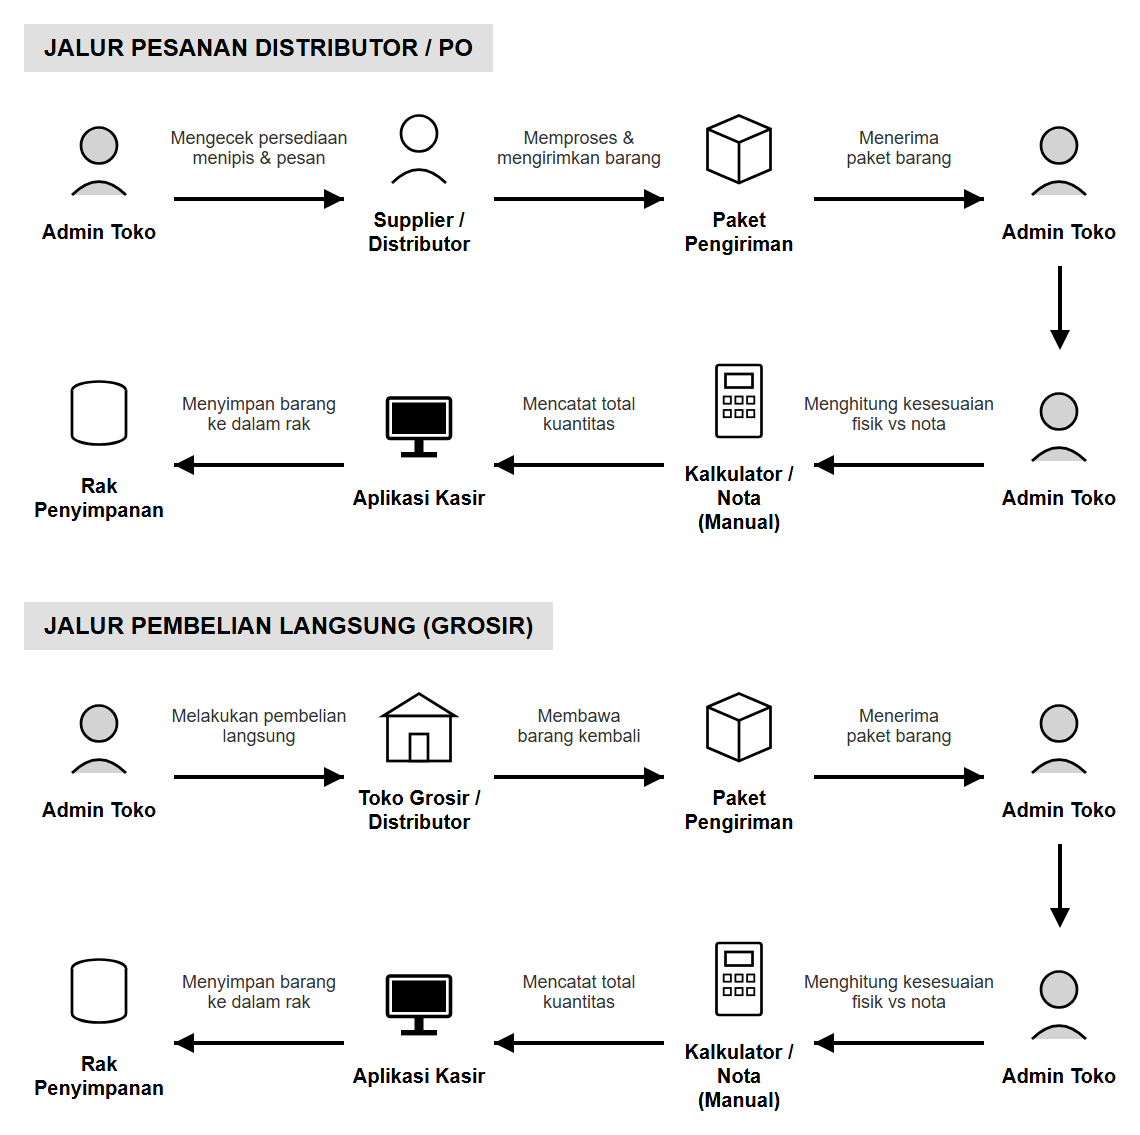 JALUR PESANAN DISTRIBUTOR / PO
Mengecek persediaan
menipis & pesan
Memproses &
mengirimkan barang
Menerima
paket barang
Admin Toko
Supplier /
Distributor
Paket
Pengiriman
Admin Toko
Menyimpan barang
ke dalam rak
Mencatat total
kuantitas
Menghitung kesesuaian
fisik vs nota
Rak
Penyimpanan
Aplikasi Kasir
Kalkulator /
Nota
(Manual)
Admin Toko
JALUR PEMBELIAN LANGSUNG (GROSIR)
Melakukan pembelian
langsung
Membawa
barang kembali
Menerima
paket barang
Admin Toko
Toko Grosir /
Distributor
Paket
Pengiriman
Admin Toko
Menyimpan barang
ke dalam rak
Mencatat total
kuantitas
Menghitung kesesuaian
fisik vs nota
Rak
Penyimpanan
Aplikasi Kasir
Kalkulator /
Nota
(Manual)
Admin Toko